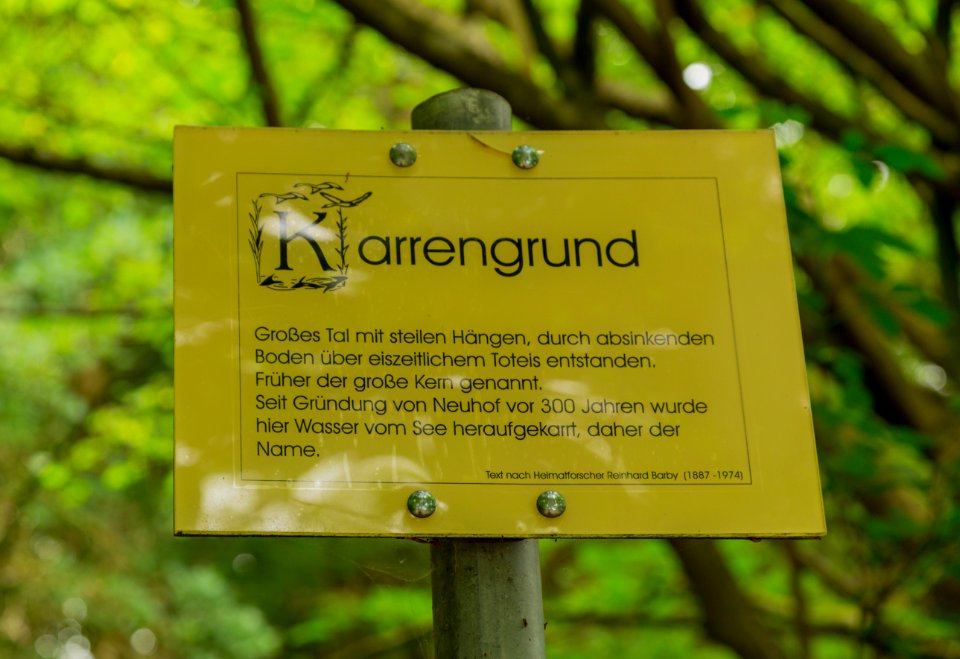 Karrengrund
Großes Tal mit steilen Hängen, durch absinkenden
Boden über eiszeitlichem Toteis entstanden.
Früher der große Kern genannt.
Seit Gründung von Neuhof vor 300 Jahren wurde
hier Wasser vom See heraufgekarrt, daher der
Name.
Text nach Heimatforscher Reinhard Barby (1887 -1974)